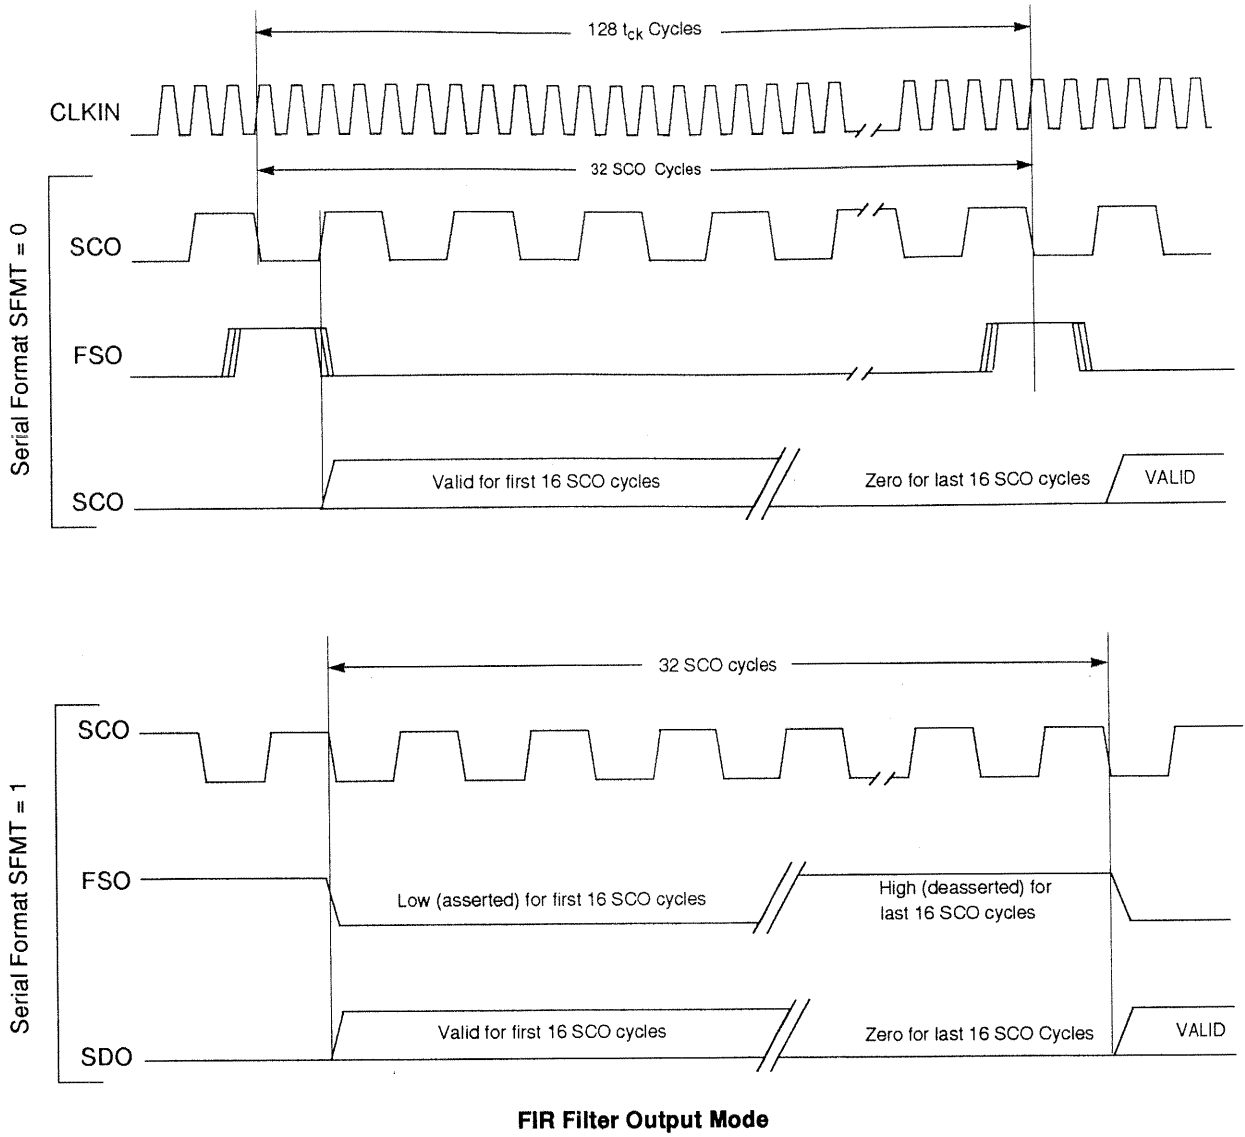 128 tck Cycles
CLKIN
32 SCO Cycles
Serial Format SFMT = 0
SCO
FSO
SCO
Valid for first 16 SCO cycles
Zero for last 16 SCO cycles
VALID
32 SCO cycles
Serial Format SFMT = 1
SCO
FSO
Low (asserted) for first 16 SCO cycles
High (deasserted) for
last 16 SCO cycles
SDO
Valid for first 16 SCO cycles
Zero for last 16 SCO Cycles
VALID
FIR Filter Output Mode